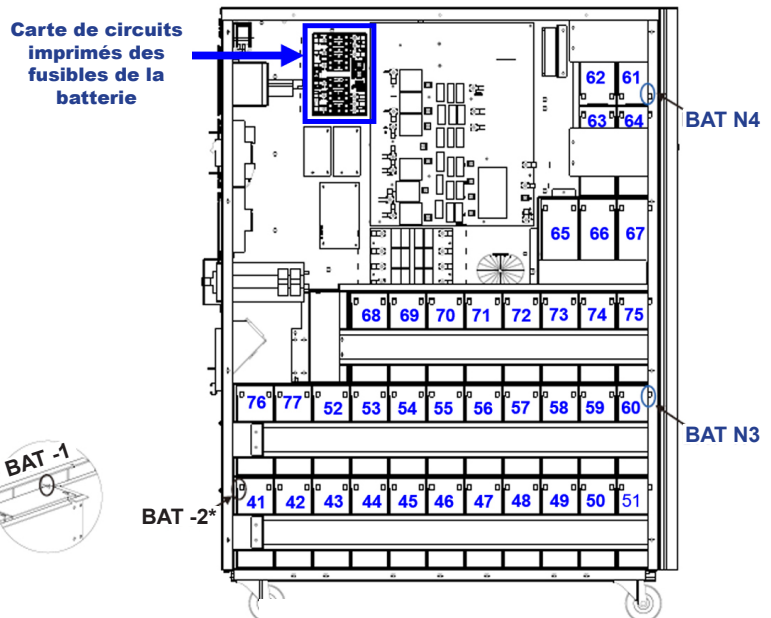 Carte de circuits
imprimés des
fusibles de la
batterie
62 61
BAT N4
63 64
65 66 67
68 69 70 71 72 73 74 75
76 77 52 53 54 55 56 57 58 59 60
BAT N3
BAT -1
41 42 43 44 45 46 47 48 49 50 51
BAT -2*